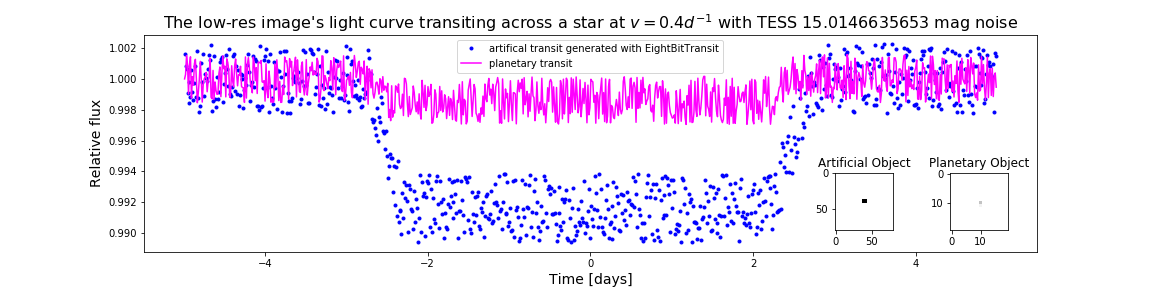 The low-res image's light curve transiting across a star at v = 0.4d⁻¹ with TESS 15.0146635653 mag noise
artifical transit generated with EightBitTransit
planetary transit
Relative flux
1.002
1.000
0.998
0.996
0.994
0.992
0.990
Artificial Object
0
50
0
50
Planetary Object
0
10
0
10
−4
−2
0
2
4
Time [days]